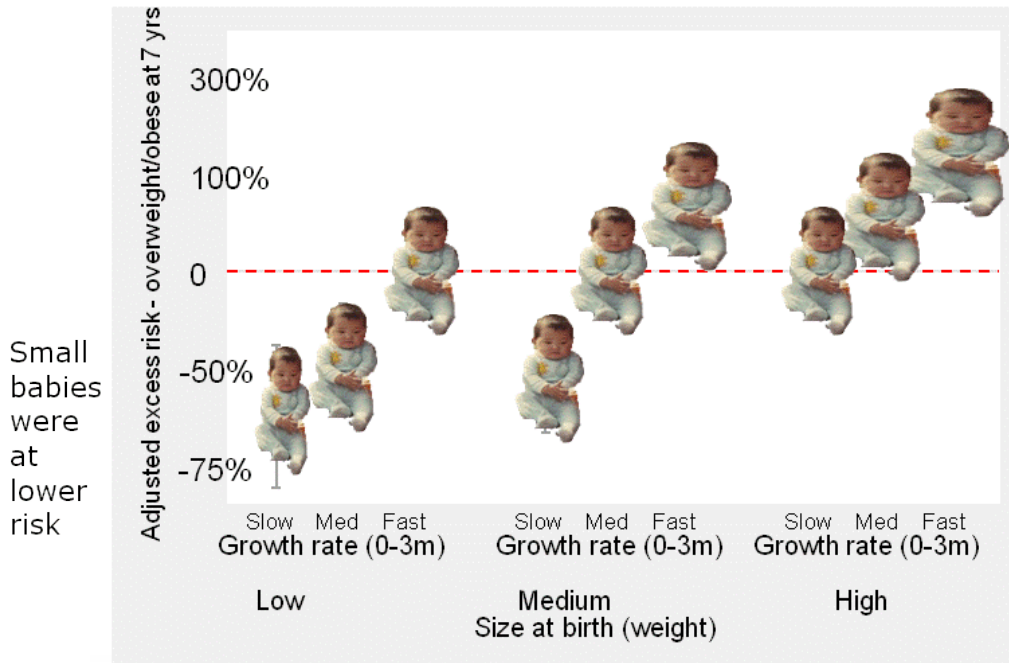 Adjusted excess risk - overweight/obese at 7 yrs
300%
100%
0
-50%
-75%
Small
babies
were
at
lower
risk
Slow Med Fast
Growth rate (0-3m)
Slow Med Fast
Growth rate (0-3m)
Slow Med Fast
Growth rate (0-3m)
Low
Medium
High
Size at birth (weight)